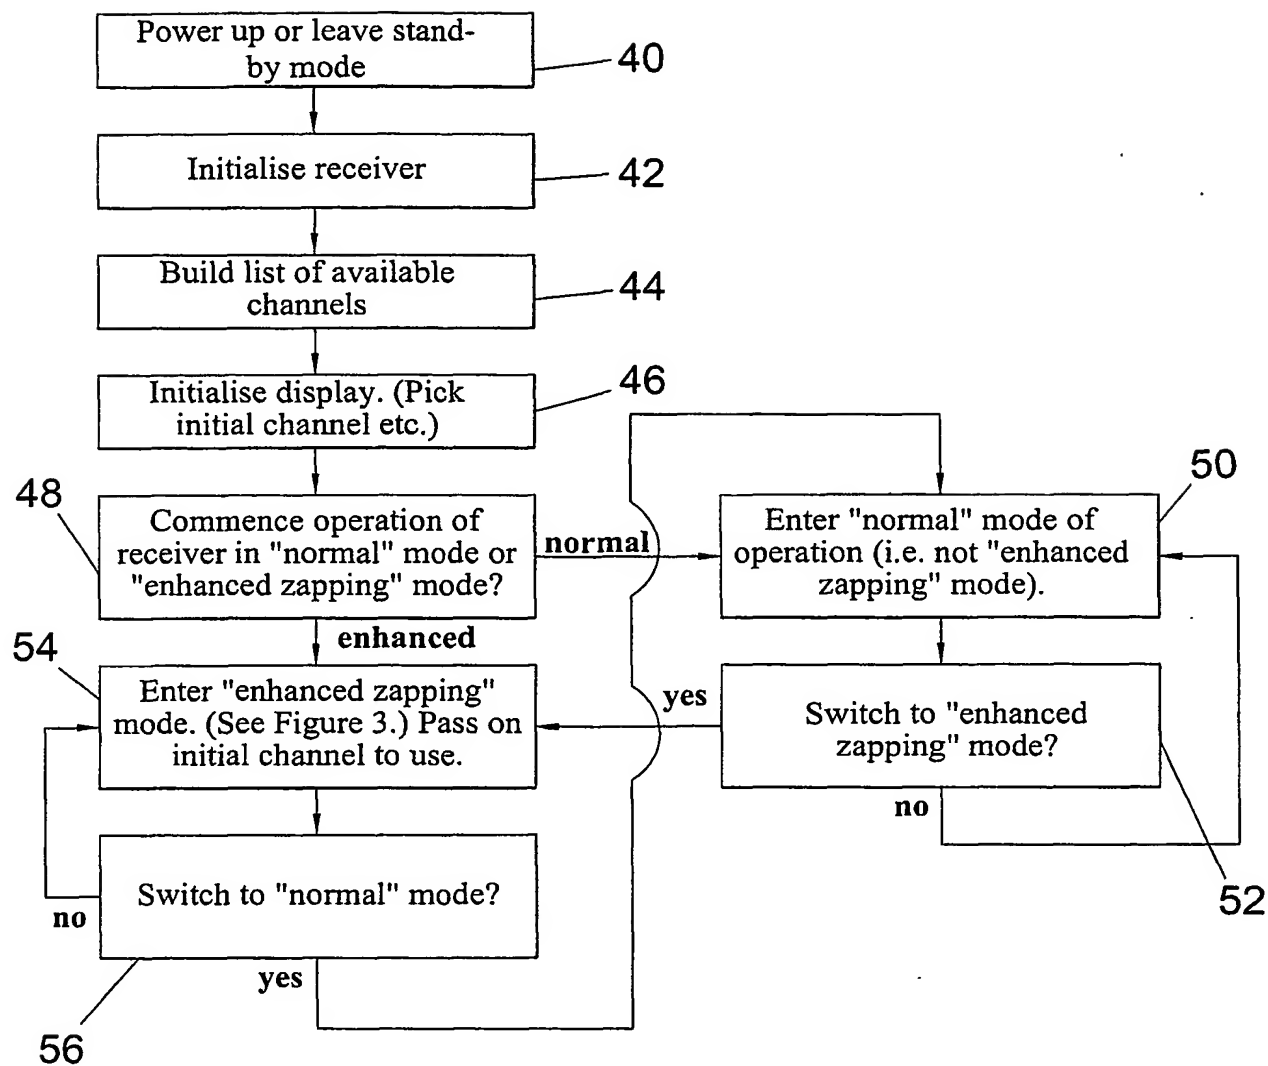 Power up or leave stand-
by mode
40
Initialise receiver
42
Build list of available
channels
44
Initialise display. (Pick
initial channel etc.)
46
48
Commence operation of
receiver in "normal" mode or
"enhanced zapping" mode?
normal
enhanced
50
Enter "normal" mode of
operation (i.e. not "enhanced
zapping" mode).
54
Enter "enhanced zapping"
mode. (See Figure 3.) Pass on
initial channel to use.
yes
Switch to "enhanced
zapping" mode?
no
52
Switch to "normal" mode?
no
yes
56